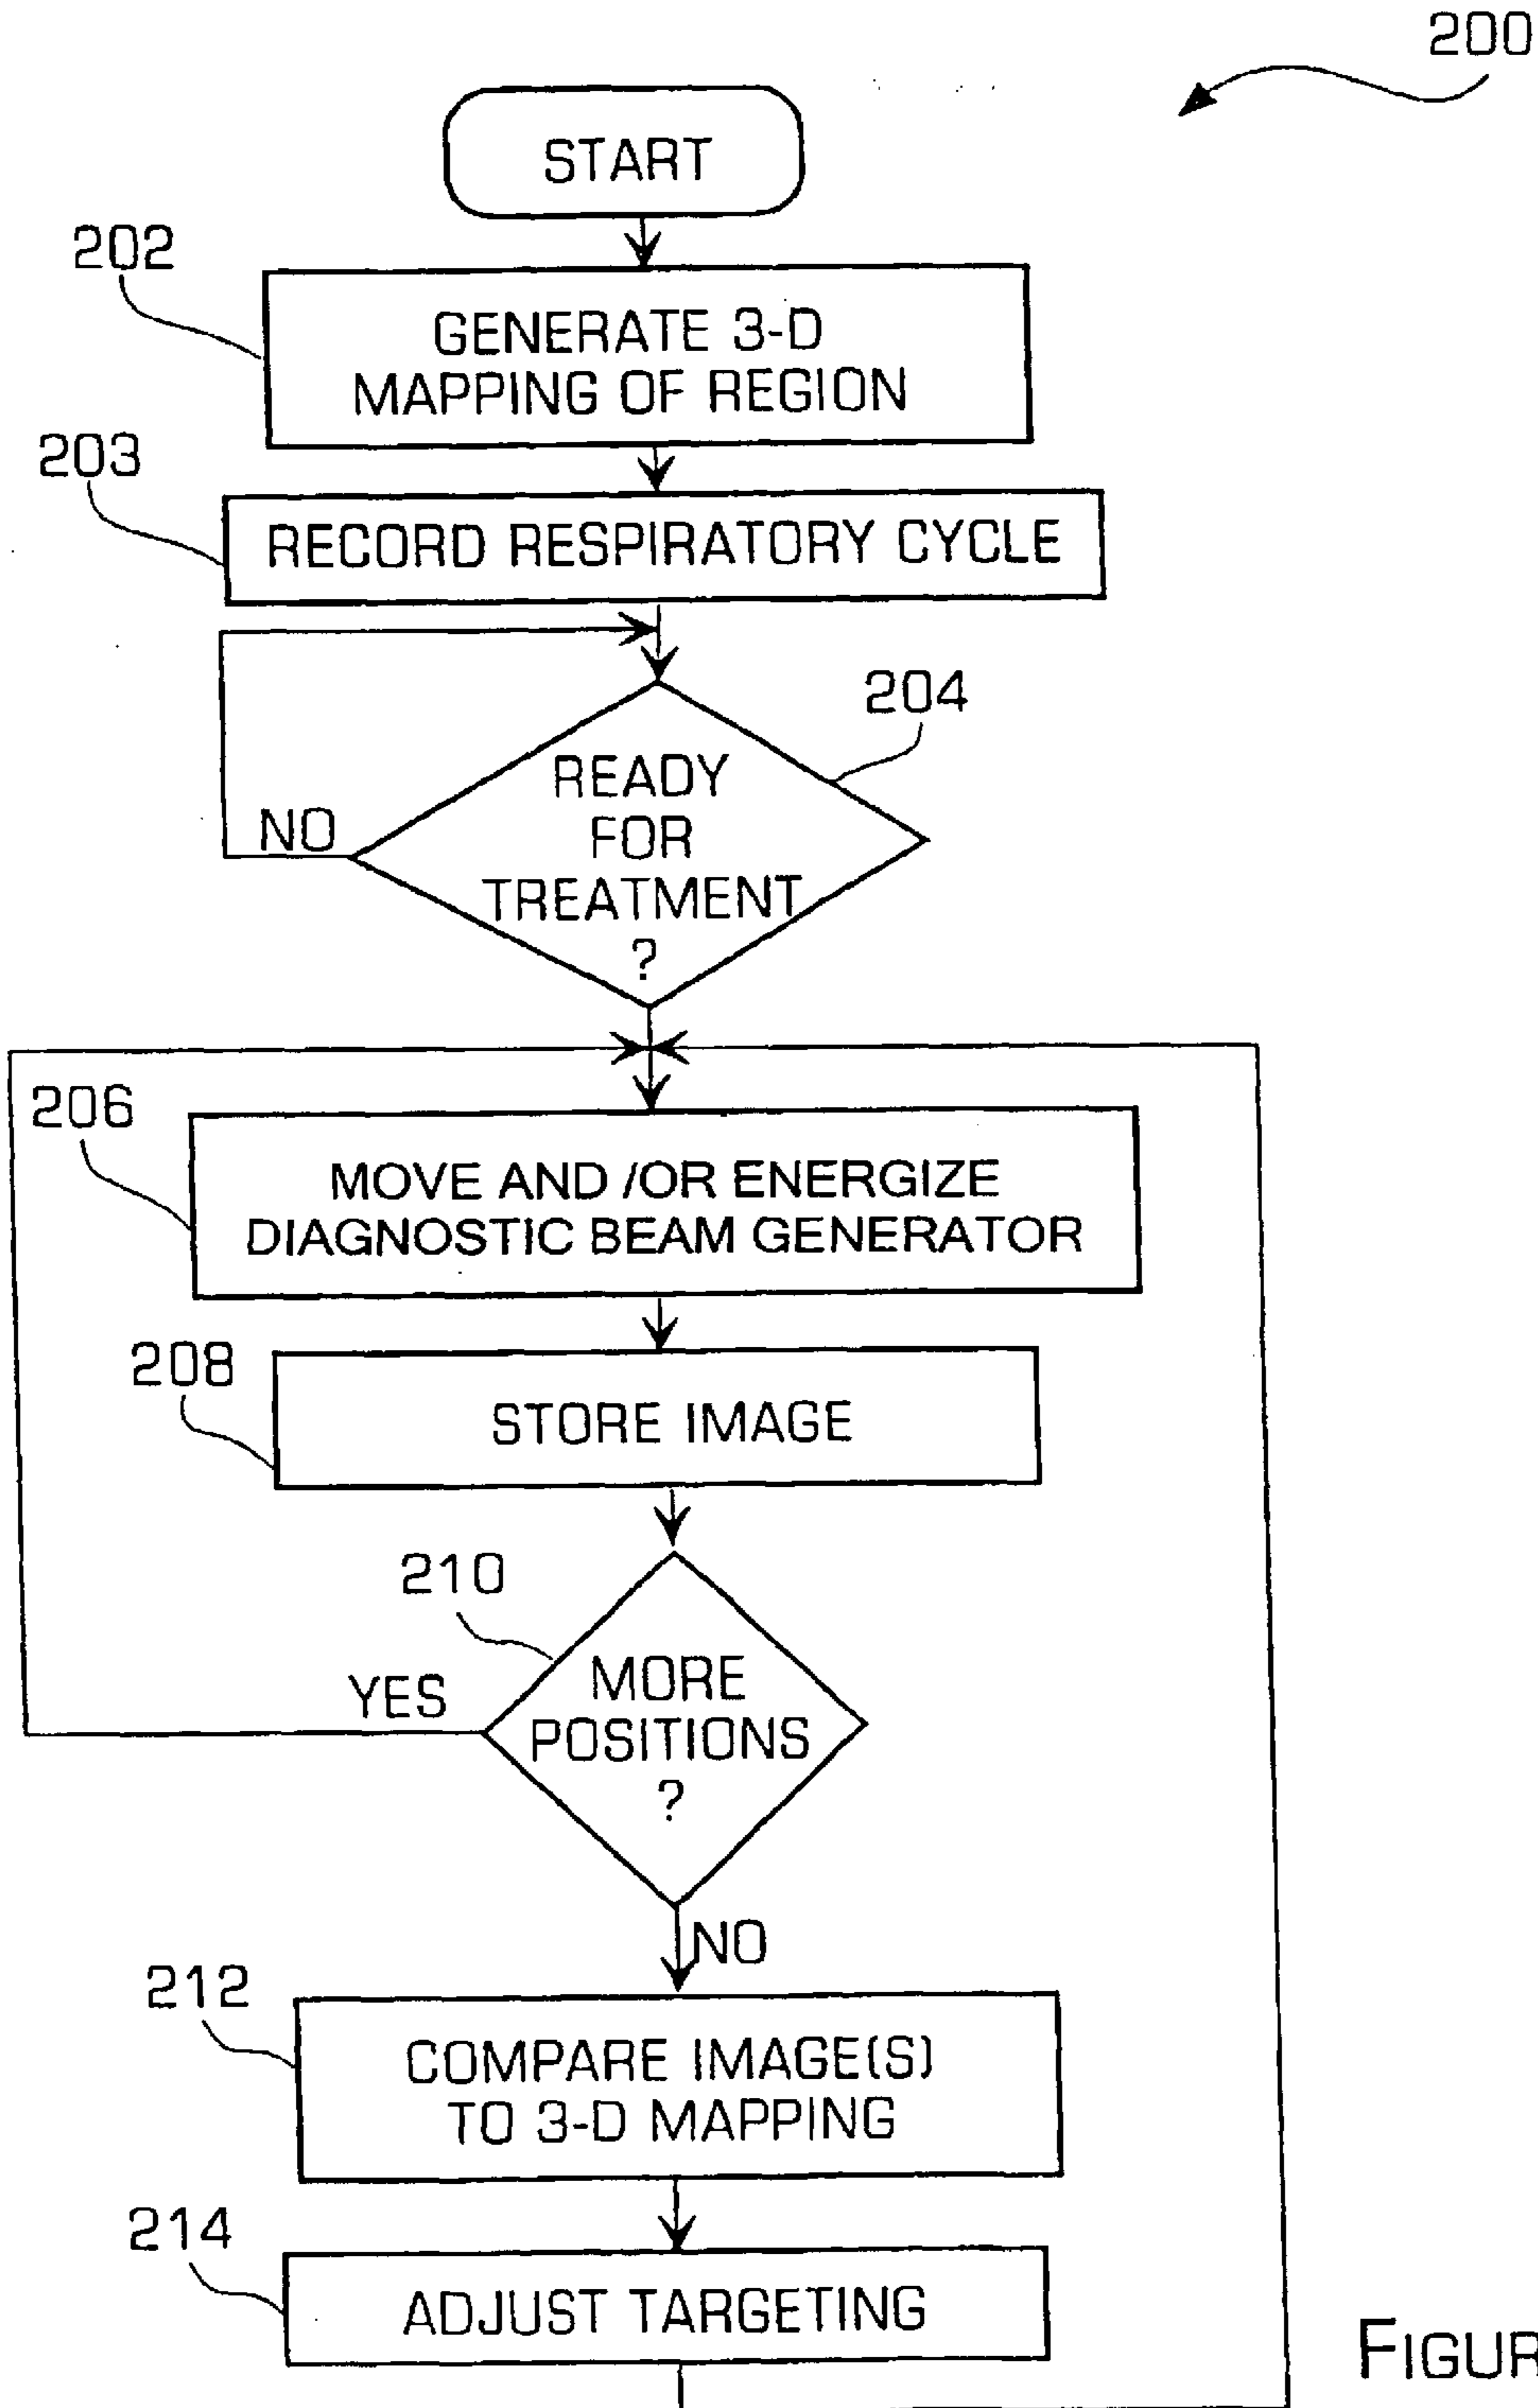 200
START
202
GENERATE 3-D
MAPPING OF REGION
203
RECORD RESPIRATORY CYCLE
204
READY
FOR
TREATMENT
?
NO
206
MOVE AND /OR ENERGIZE
DIAGNOSTIC BEAM GENERATOR
208
STORE IMAGE
210
MORE
POSITIONS
?
YES
NO
212
COMPARE IMAGE(S)
TO 3-D MAPPING
214
ADJUST TARGETING
FIGUR